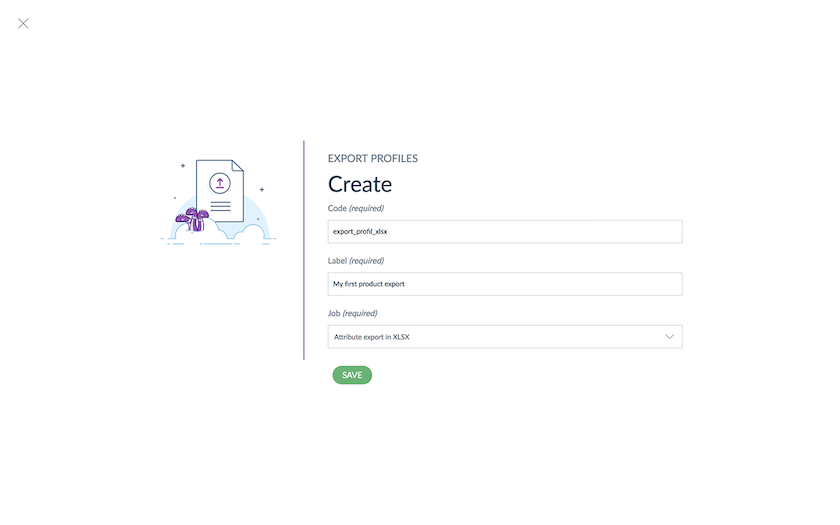 EXPORT PROFILES
Create
Code (required)
export_profil_xlsx
Label (required)
My first product export
Job (required)
Attribute export in XLSX
SAVE